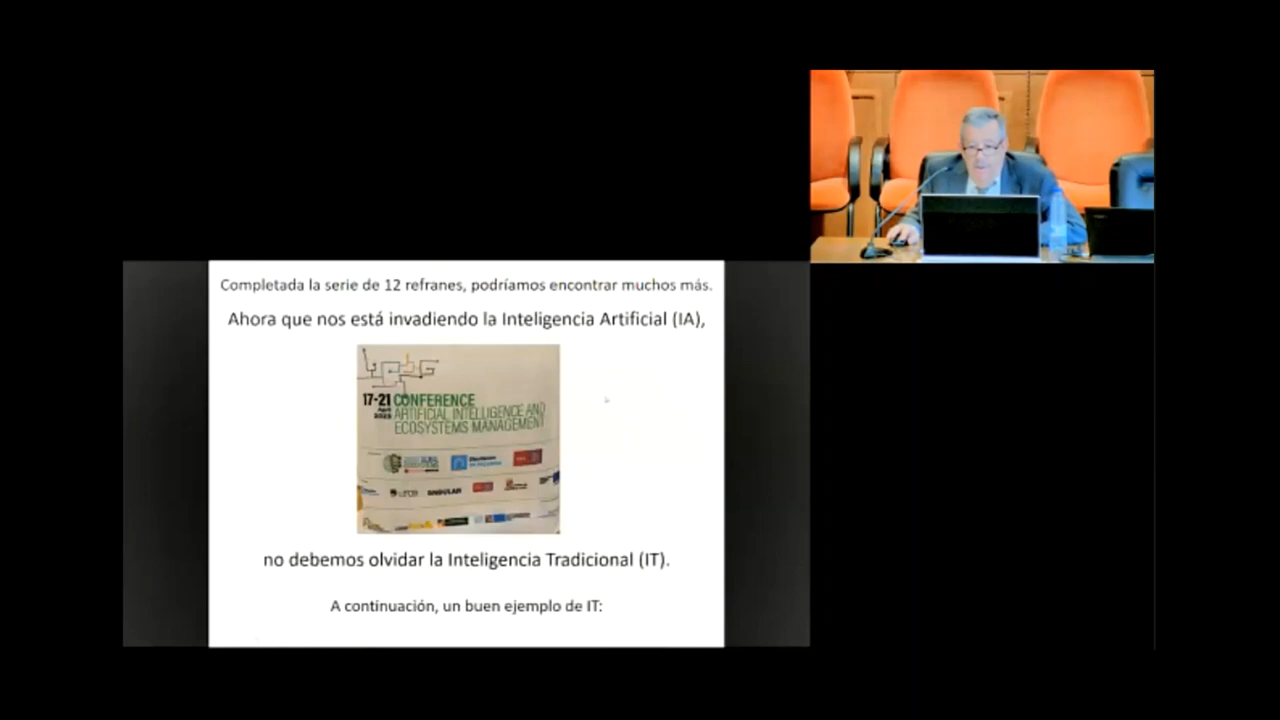 Completada la serie de 12 refranes, podríamos encontrar muchos más.
Ahora que nos está invadiendo la Inteligencia Artificial (IA),
17-21 CONFERENCE
ARTIFICIAL INTELLIGENCE AND
ECOSYSTEMS MANAGEMENT
no debemos olvidar la Inteligencia Tradicional (IT).
A continuación, un buen ejemplo de IT: